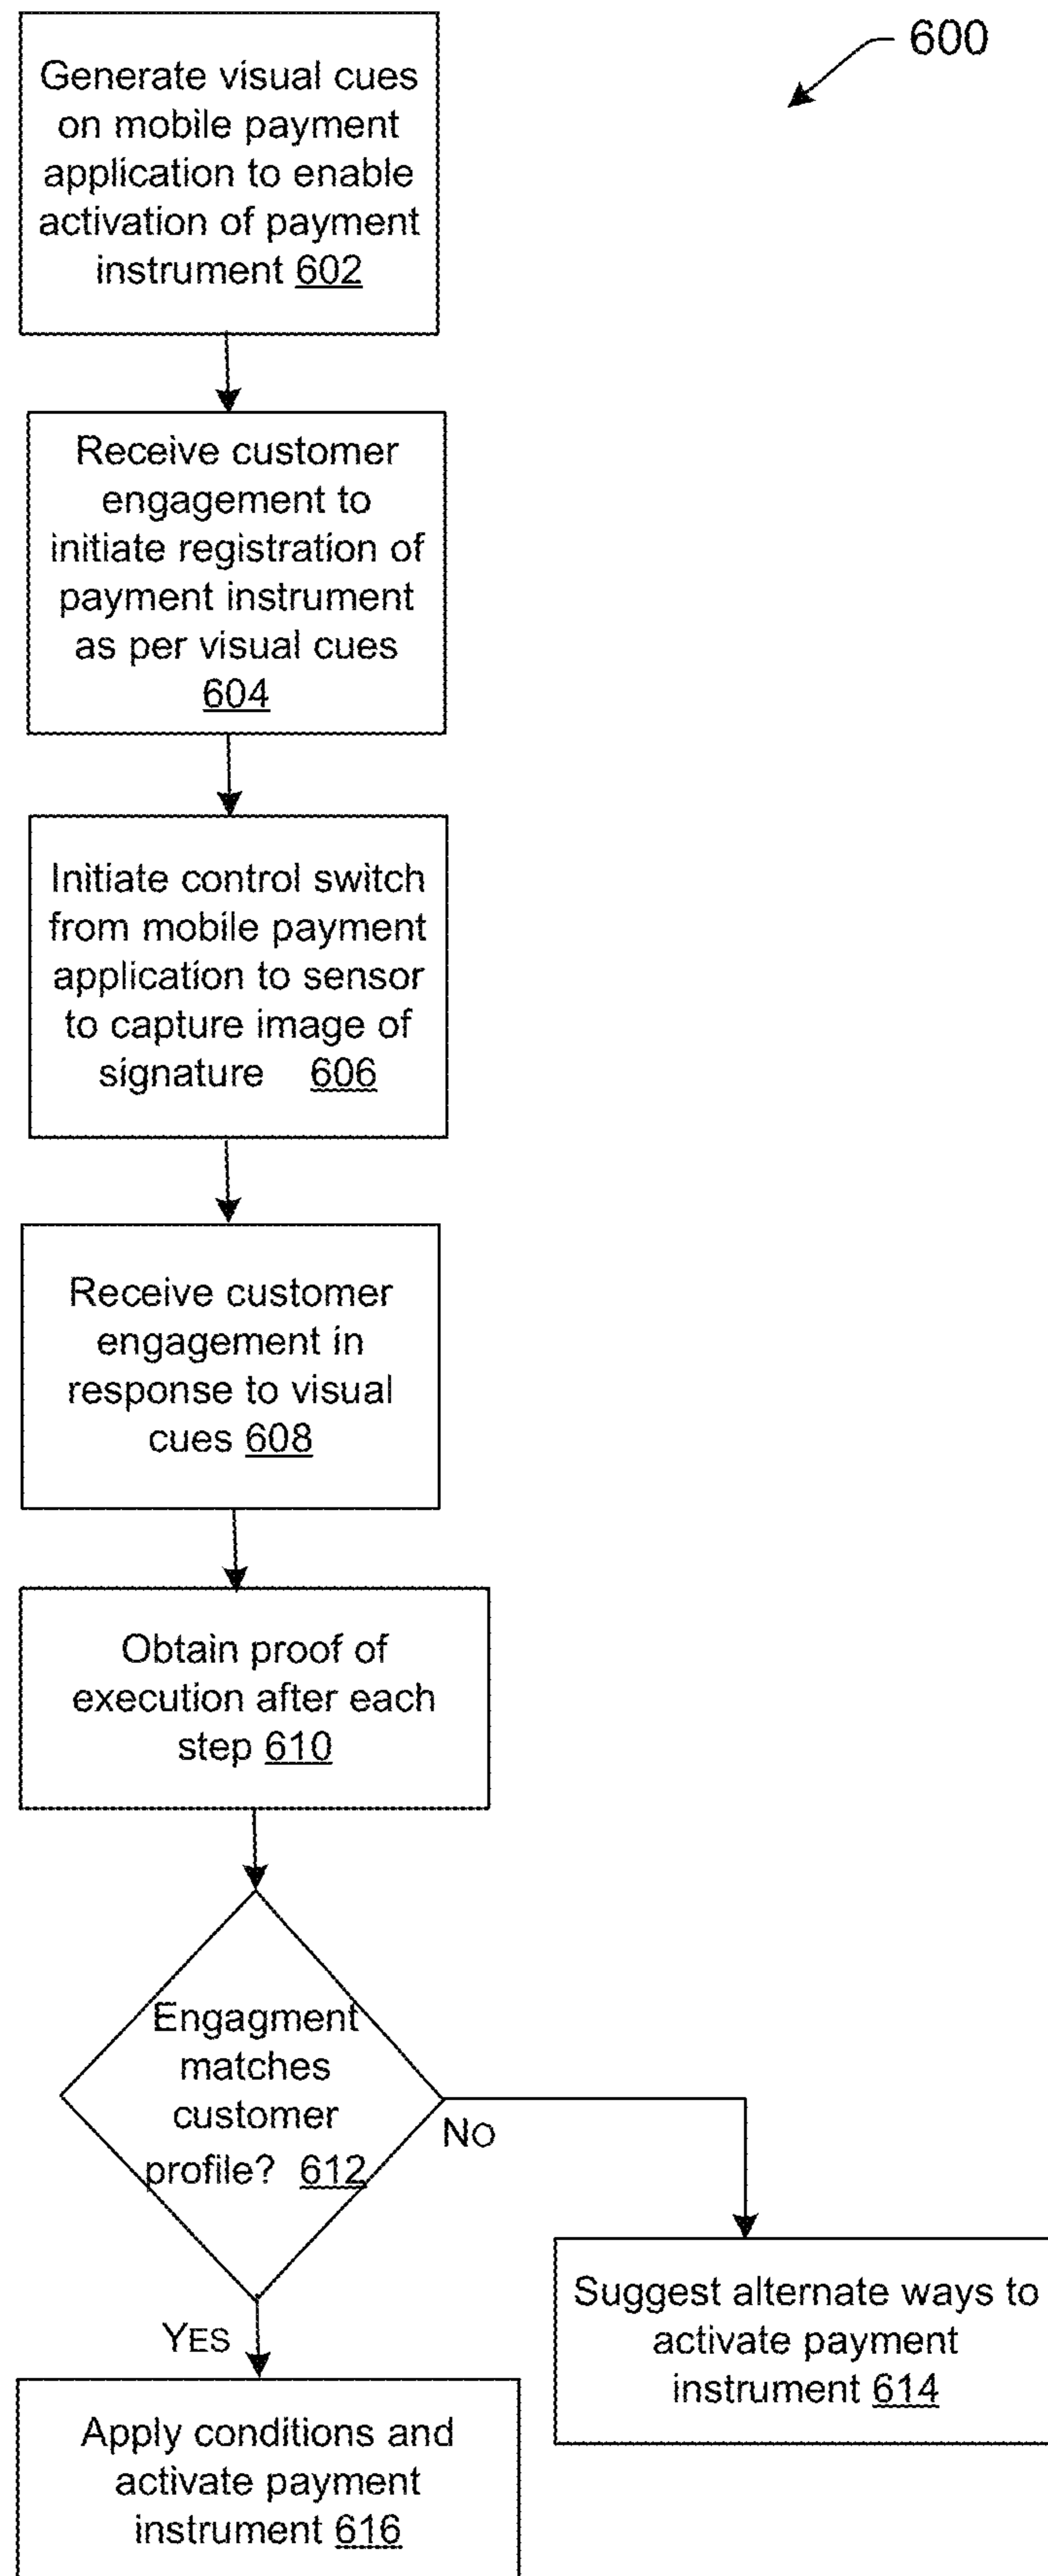 600
Generate visual cues
on mobile payment
application to enable
activation of payment
instrument 602
Receive customer
engagement to
initiate registration of
payment instrument
as per visual cues
604
Initiate control switch
from mobile payment
application to sensor
to capture image of
signature 606
Receive customer
engagement in
response to visual
cues 608
Obtain proof of
execution after each
step 610
Engagment
matches
customer
profile? 612
NO
YES
Suggest alternate ways to
activate payment
instrument 614
Apply conditions and
activate payment
instrument 616